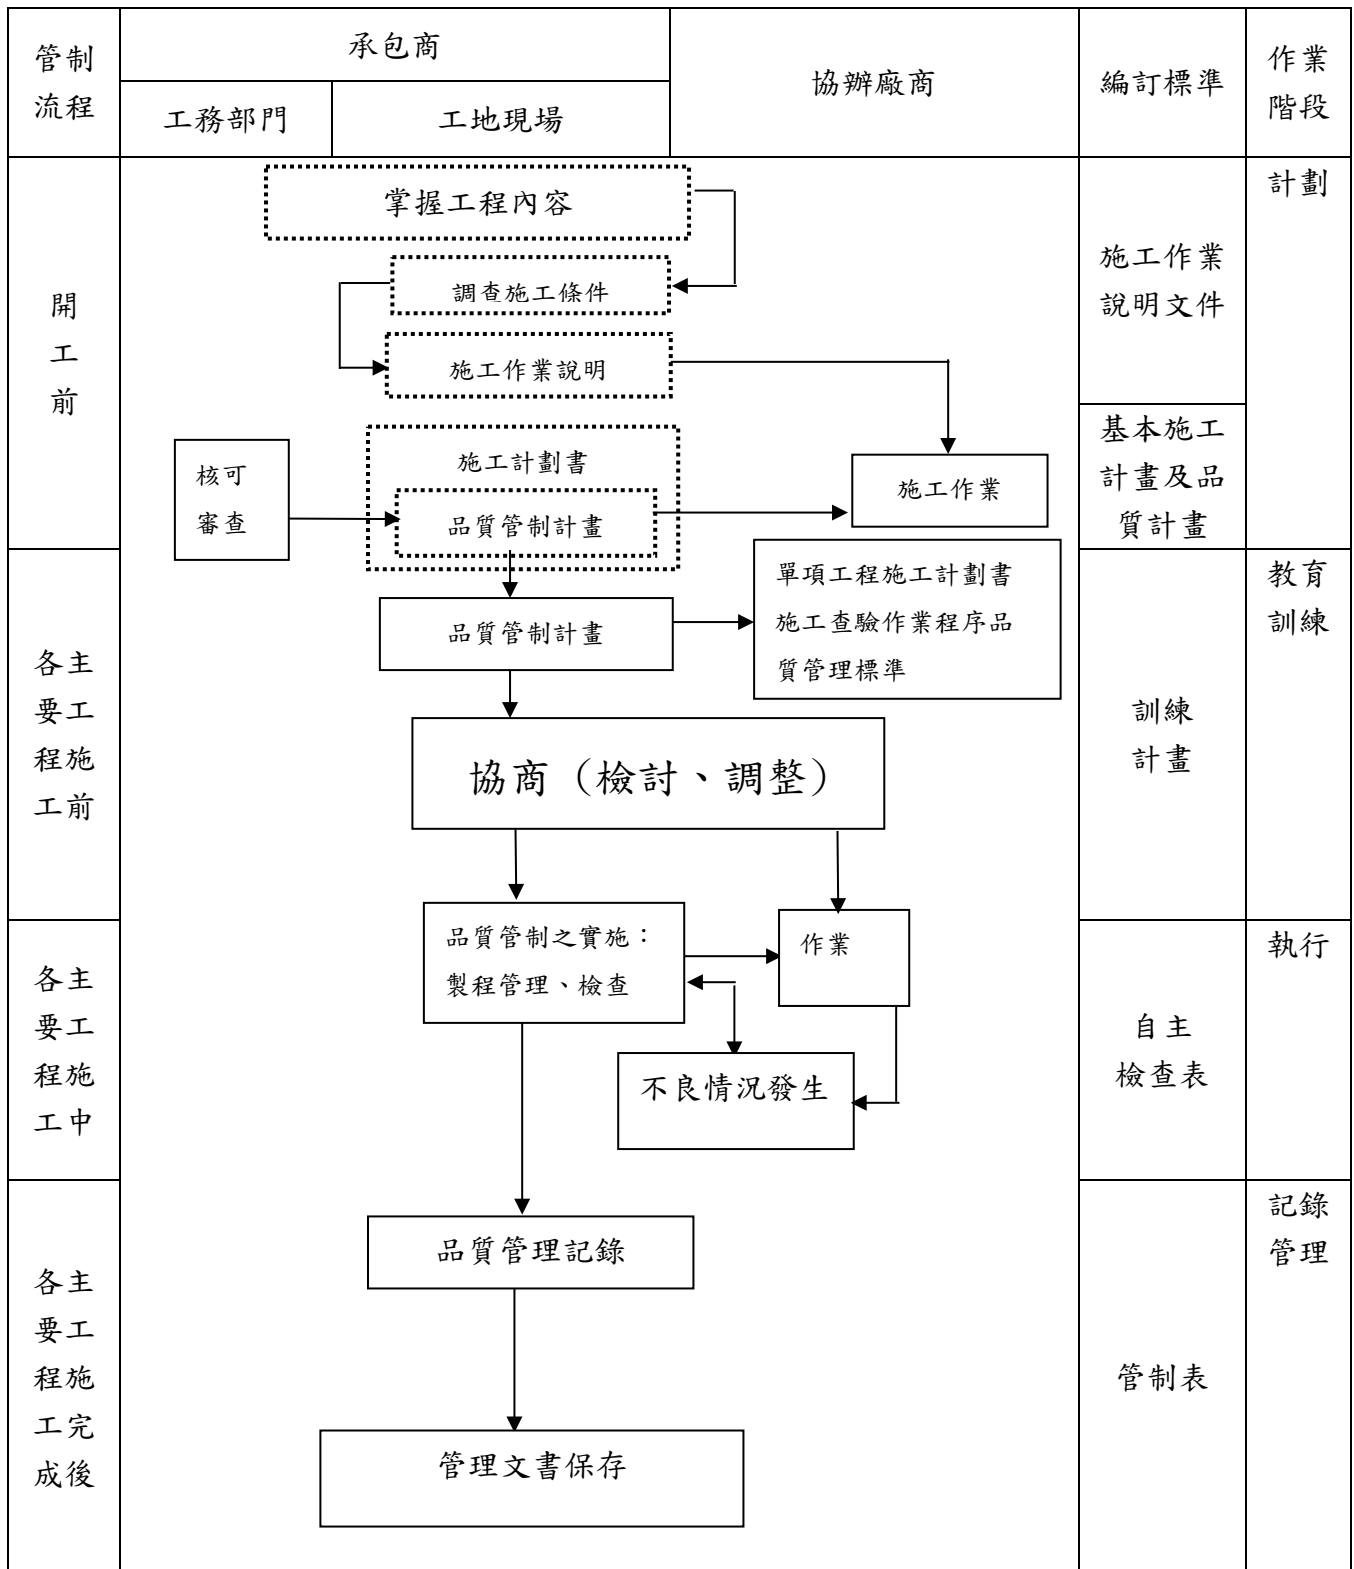 管制
流程
承包商
工務部門
工地現場
協辦廠商
編訂標準
作業
階段
開
工
前
掌握工程內容
調查施工條件
施工作業說明
核可
審查
施工計劃書
品質管制計畫
施工作業
施工作業
說明文件
基本施工
計畫及品
質計畫
計劃
各主
要工
程施
工前
品質管制計畫
單項工程施工計劃書
施工查驗作業程序品
質管理標準
協商（檢討、調整）
訓練
計畫
教育
訓練
各主
要工
程施
工中
品質管制之實施：
製程管理、檢查
作業
不良情況發生
自主
檢查表
執行
各主
要工
程施
工完
成後
品質管理記錄
管理文書保存
管制表
記錄
管理